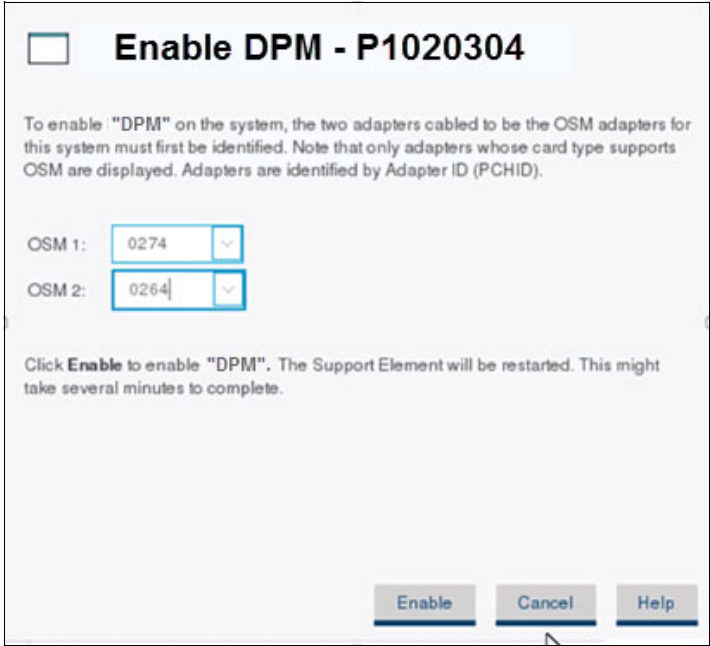 Enable DPM - P1020304
To enable "DPM" on the system, the two adapters cabled to be the OSM adapters for
this system must first be identified. Note that only adapters whose card type supports
OSM are displayed. Adapters are identified by Adapter ID (PCHID).
OSM 1: 0274
OSM 2: 0264
Click Enable to enable "DPM". The Support Element will be restarted. This might
take several minutes to complete.
Enable Cancel Help